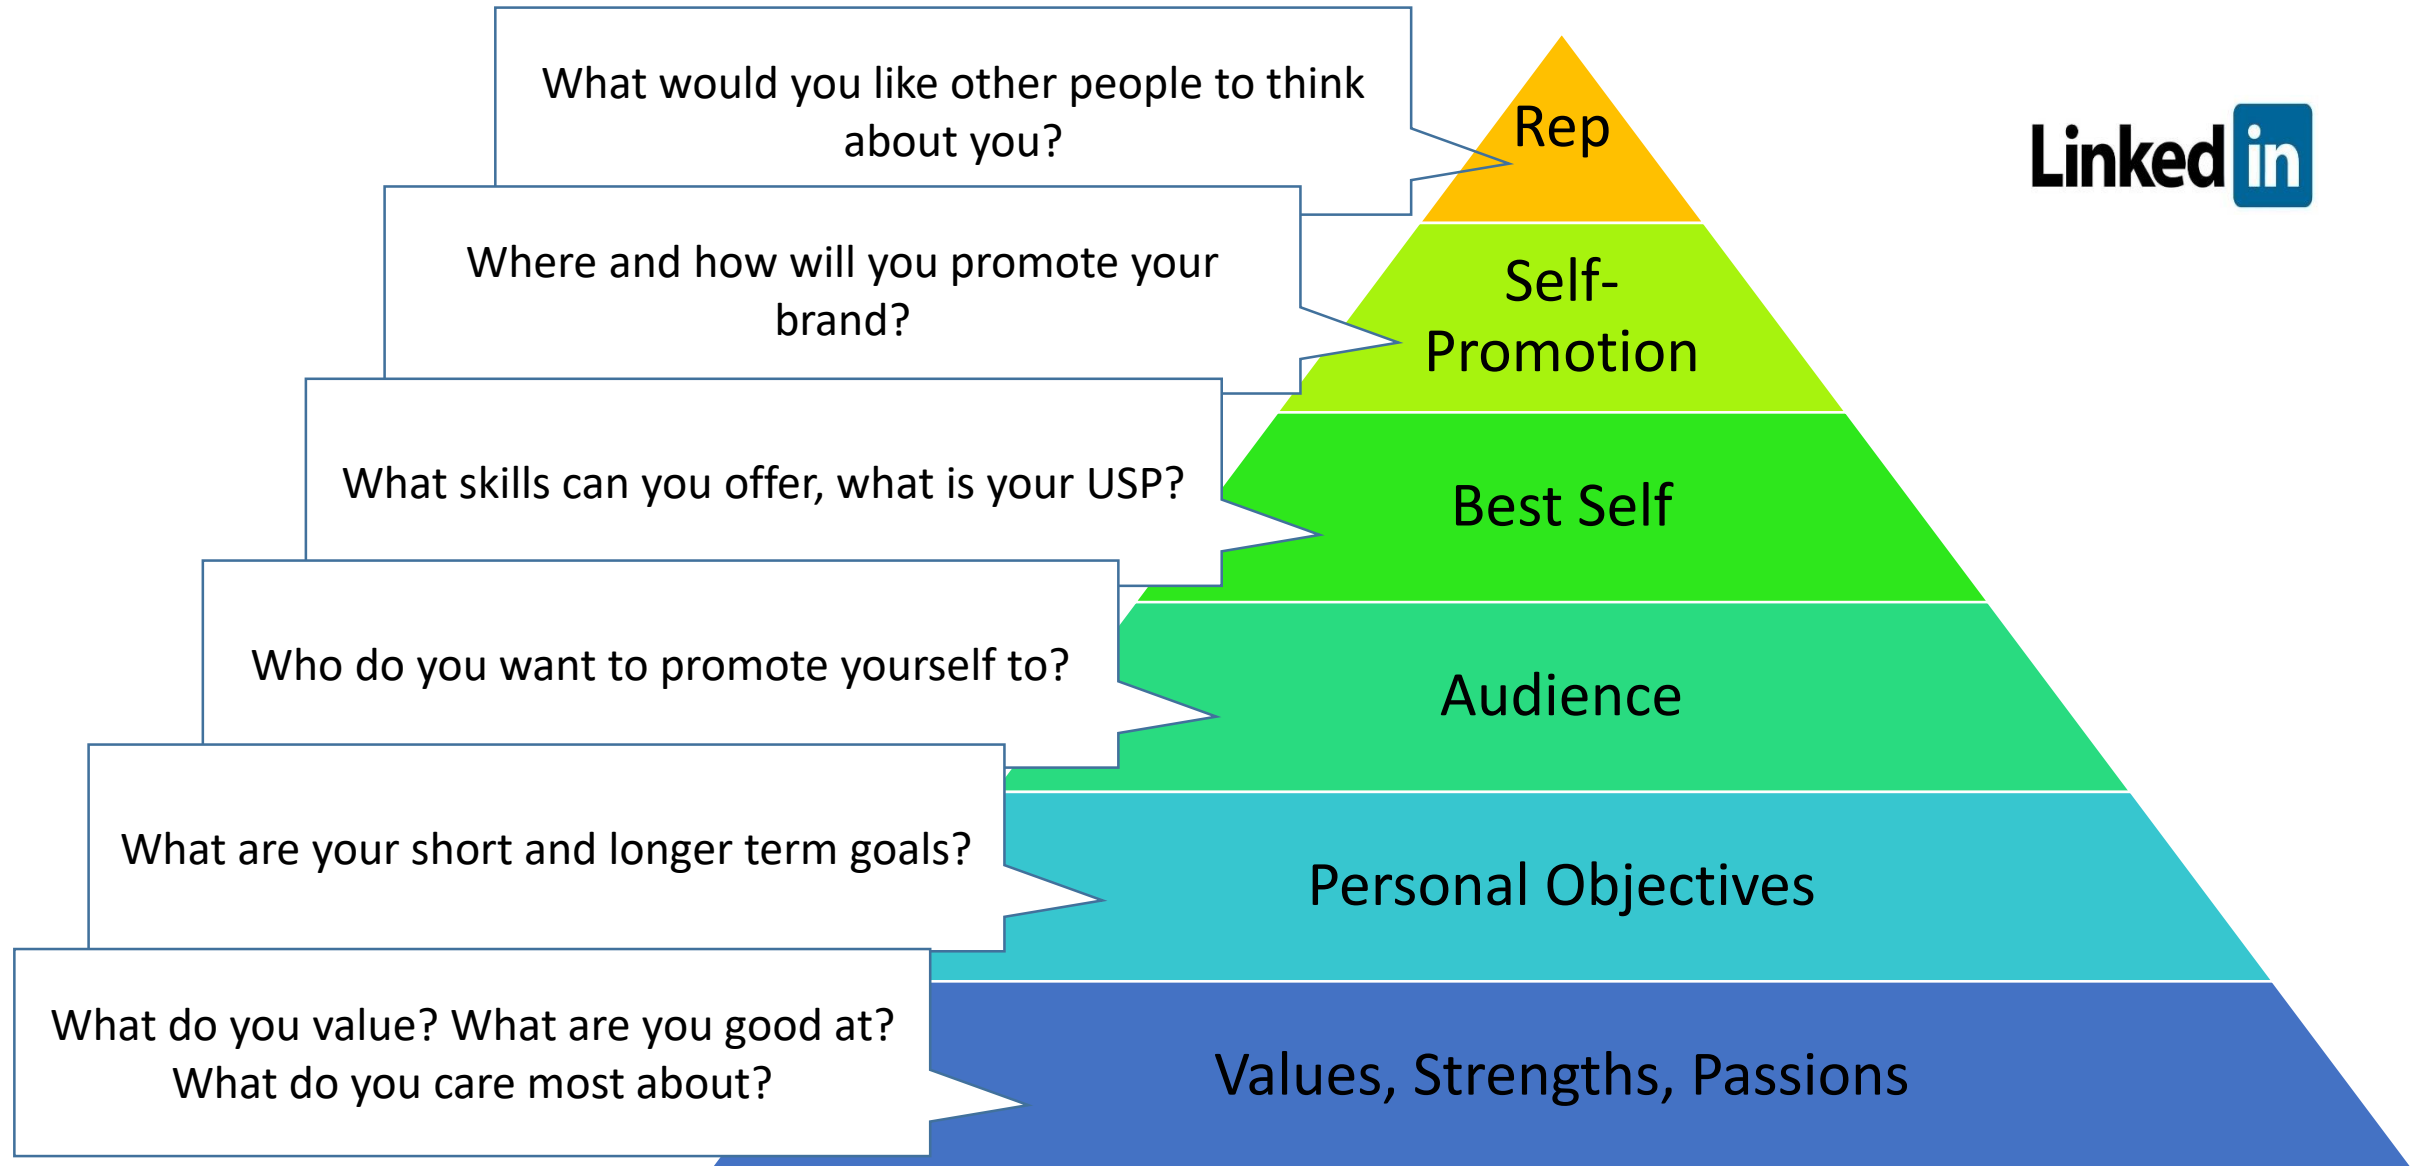 What would you like other people to think
about you?
Rep
Linked in
Where and how will you promote your
brand?
Self-
Promotion
What skills can you offer, what is your USP?
Best Self
Who do you want to promote yourself to?
Audience
What are your short and longer term goals?
Personal Objectives
What do you value? What are you good at?
What do you care most about?
Values, Strengths, Passions